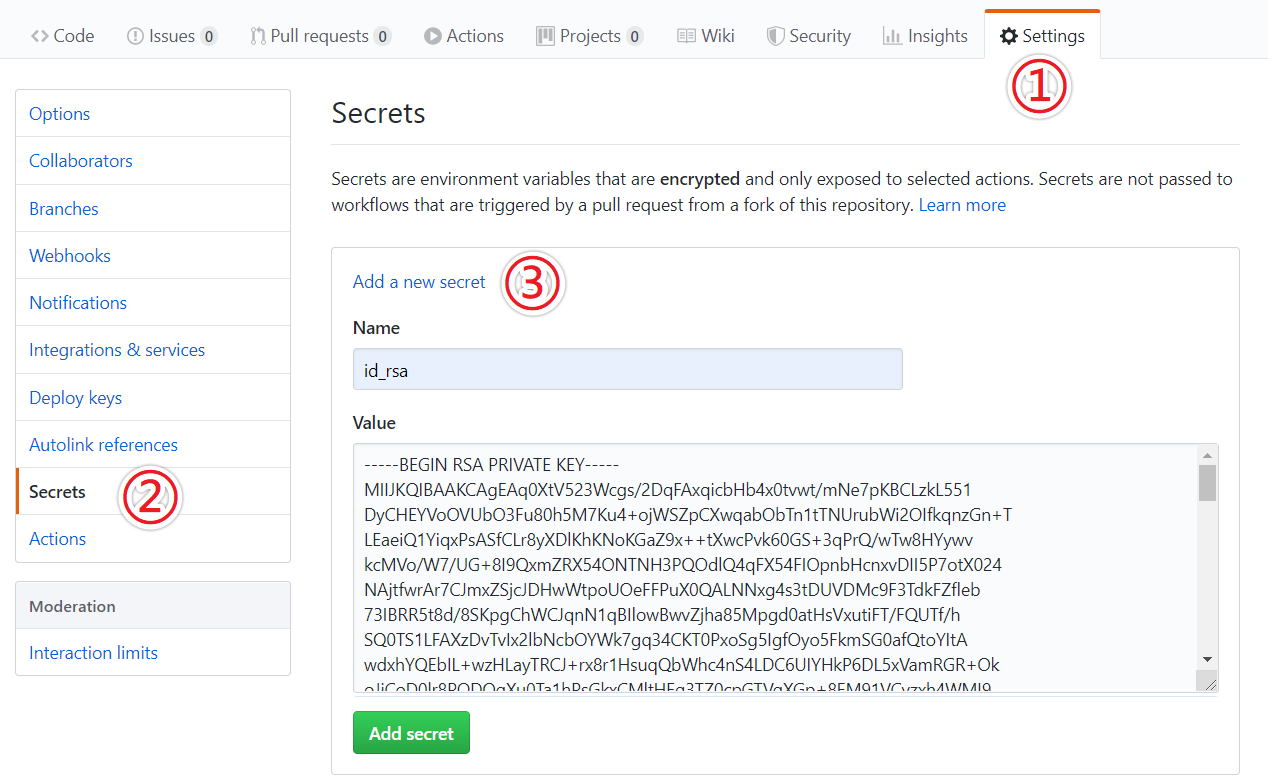 Code
Issues 0
Pull requests 0
Actions
Projects 0
Wiki
Security
Insights
Settings
①
Options
Collaborators
Branches
Webhooks
Notifications
Integrations & services
Deploy keys
Autolink references
Secrets
②
Actions
Moderation
Interaction limits
Secrets
Secrets are environment variables that are encrypted and only exposed to selected actions. Secrets are not passed to
workflows that are triggered by a pull request from a fork of this repository. Learn more
Add a new secret
③
Name
id_rsa
Value
-----BEGIN RSA PRIVATE KEY-----
MIIJKQIBAAKCAgEAq0XtV523Wcgs/2DqFAxqicbHb4x0tvwt/mNe7pKBCLzkL551
DyCHEYVoOVUbO3Fu80h5M7Ku4+ojWSZpCXwqabObTn1tTNUrubWi2OIfkqnzGn+T
LEaeiQ1YiqxPsASfCLr8yXDlKhKNoKGaZ9x++tXwcPvk60GS+3qPrQ/wTw8HYywv
kcMVo/W7/UG+8I9QxmZRX54ONTNH3PQOdlQ4qFX54FIOpnbHcnxvDII5P7otX024
NAjtfwrAr7CJmxZSjcJDHwWtpoUOeFFPuX0QALNNxg4s3tDUVDMc9F3TdkFZfleb
73IBRR5t8d/8SKpgChWCJqnN1qBIlowBwvZjha85Mpgd0atHsVxutiFT/FQUTf/h
SQ0TS1LFAXzDvTvIx2lbNcbOYWk7gq34CKT0PxoSg5IgfOyo5FkmSG0afQtoYItA
wdxhYQEbIL+wzHLayTRCJ+rx8r1HsuqQbWhc4nS4LDC6UIYHkP6DL5xVamRGR+Ok
Add secret